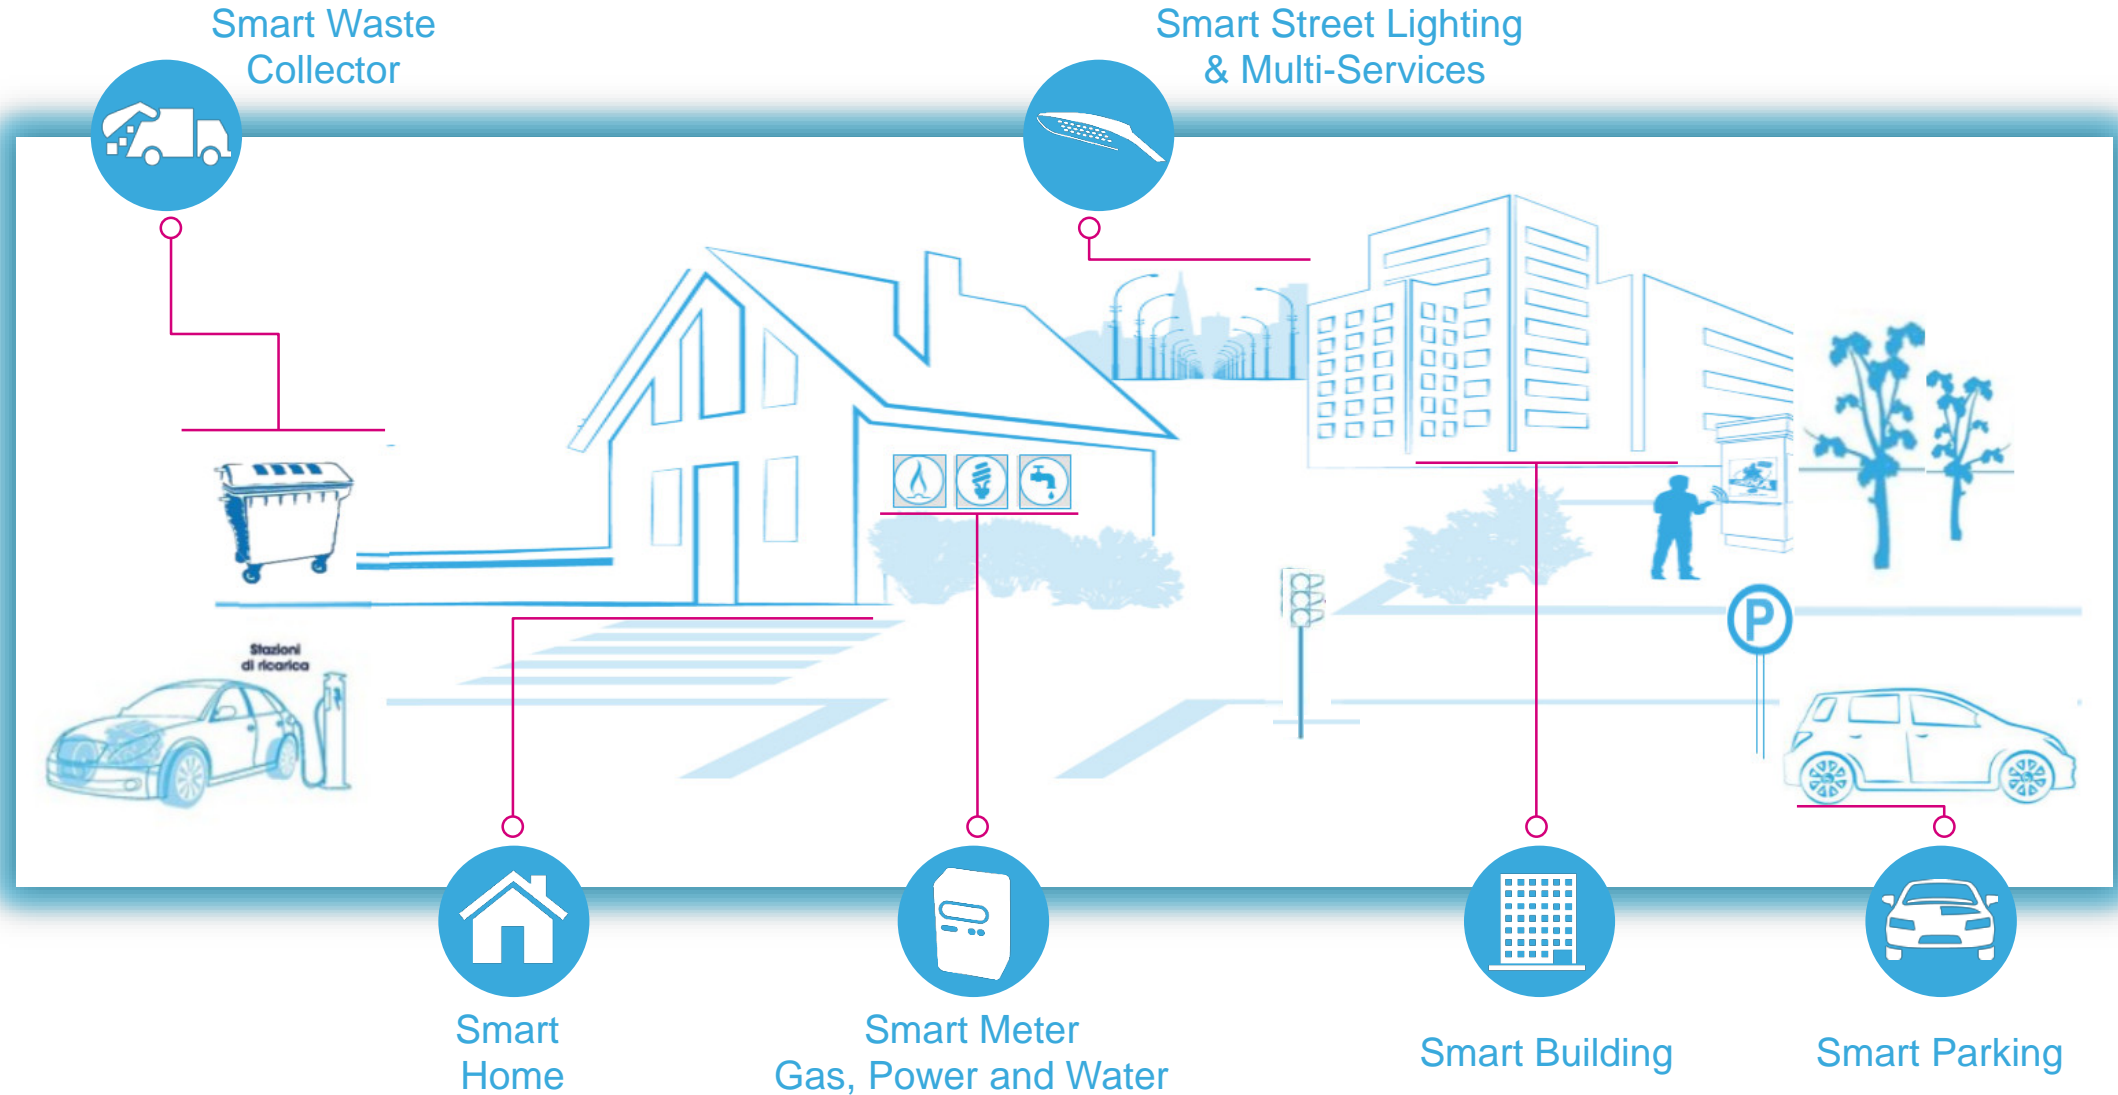 Smart Waste
Collector
Smart Street Lighting
& Multi-Services
Stazioni
di ricarica
P
Smart
Home
Smart Meter
Gas, Power and Water
Smart Building
Smart Parking